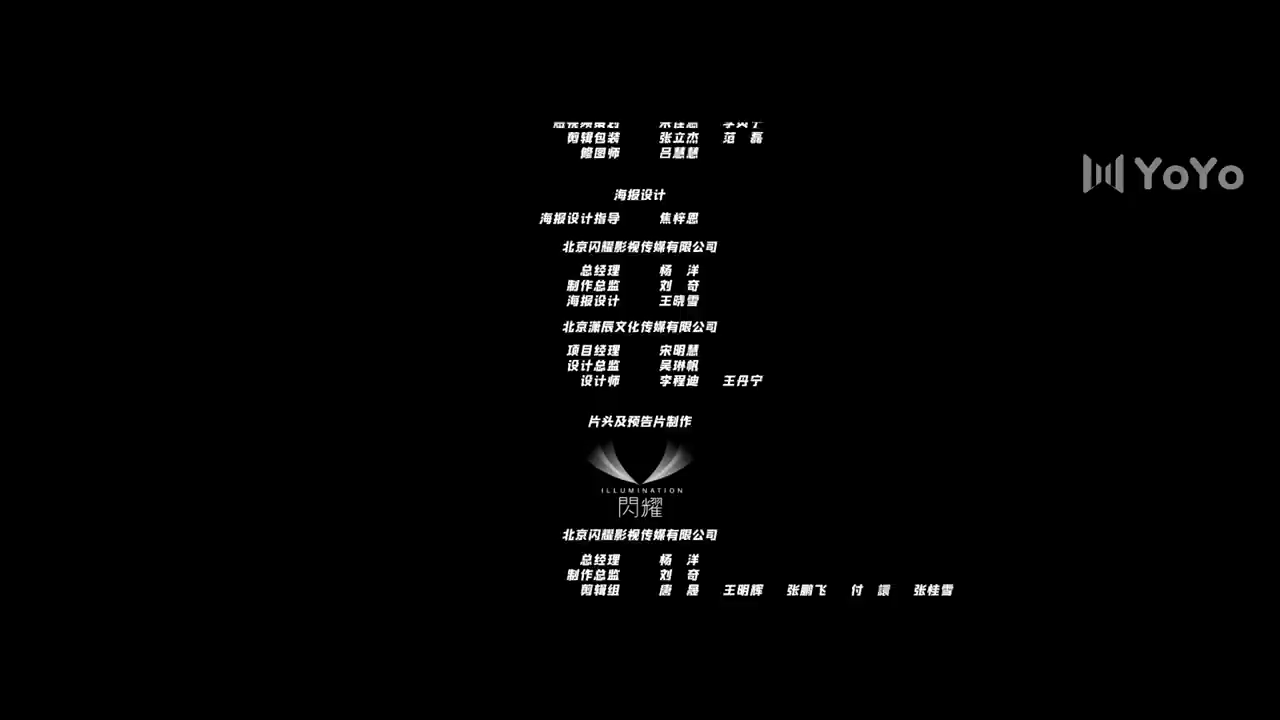 剪辑包装 张立杰 范 磊
修图师 吕慧慧
YoYo
海报设计
海报设计指导 焦梓恩
北京闪耀影视传媒有限公司
总经理 杨 洋
制作总监 刘 奇
海报设计 王晓雪
北京潇辰文化传媒有限公司
项目经理 宋明慧
设计总监 吴琳帆
设计师 李程迪 王丹宁
片头及预告片制作
ILLUMINATION
閃耀
北京闪耀影视传媒有限公司
总经理 杨 洋
制作总监 刘 奇
剪辑组 唐 晟 王明辉 张鹏飞 付 張桂雪